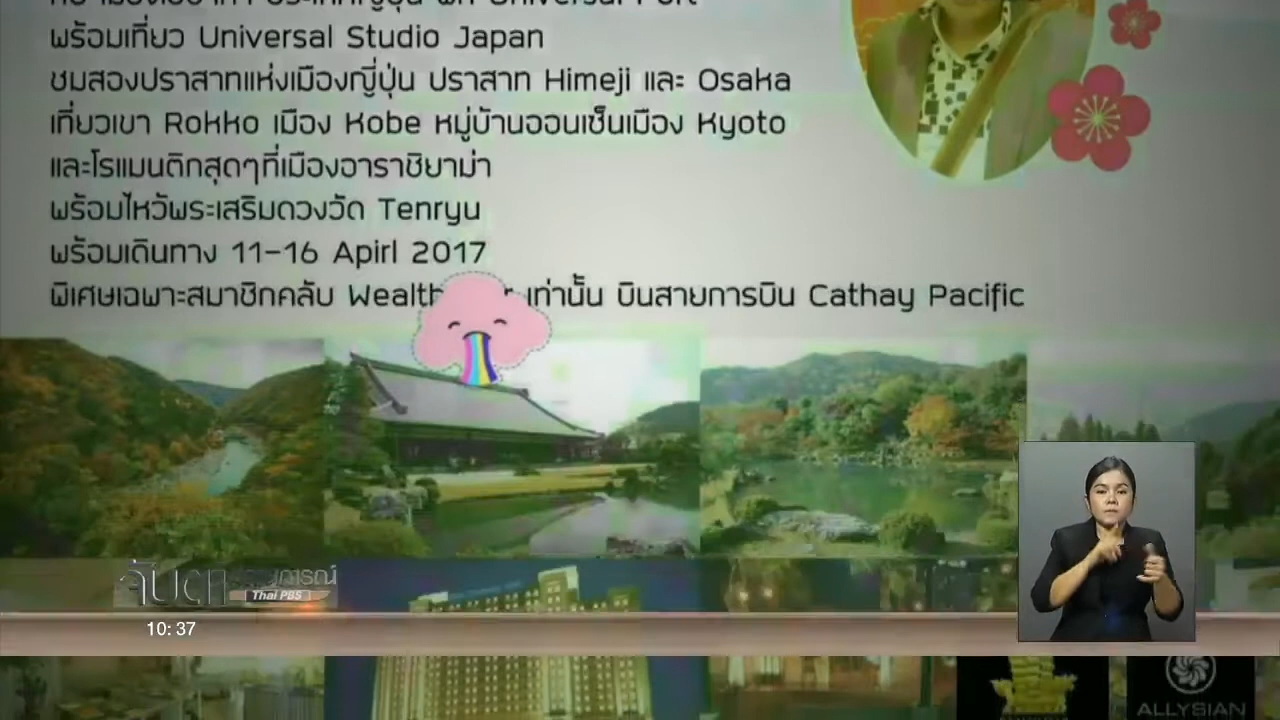 พร้อมเที่ยว Universal Studio Japan
ชมสองปราสาทแห่งเมืองญี่ปุ่น ปราสาท Himeji และ Osaka
เที่ยวเขา Rokko เมือง Kobe หมู่บ้านออนเซ็นเมือง Kyoto
และโรแมนติกสุดๆที่เมืองอาราชิยาม่า
พร้อมไหว้พระเสริมดวงวัด Tenryu
พร้อมเดินทาง 11-16 Apirl 2017
พิเศษเฉพาะสมาชิกคลับ เท่านั้น บินสายการบิน Cathay Pacific
Thai PBS
10:37
ALLYSIAN